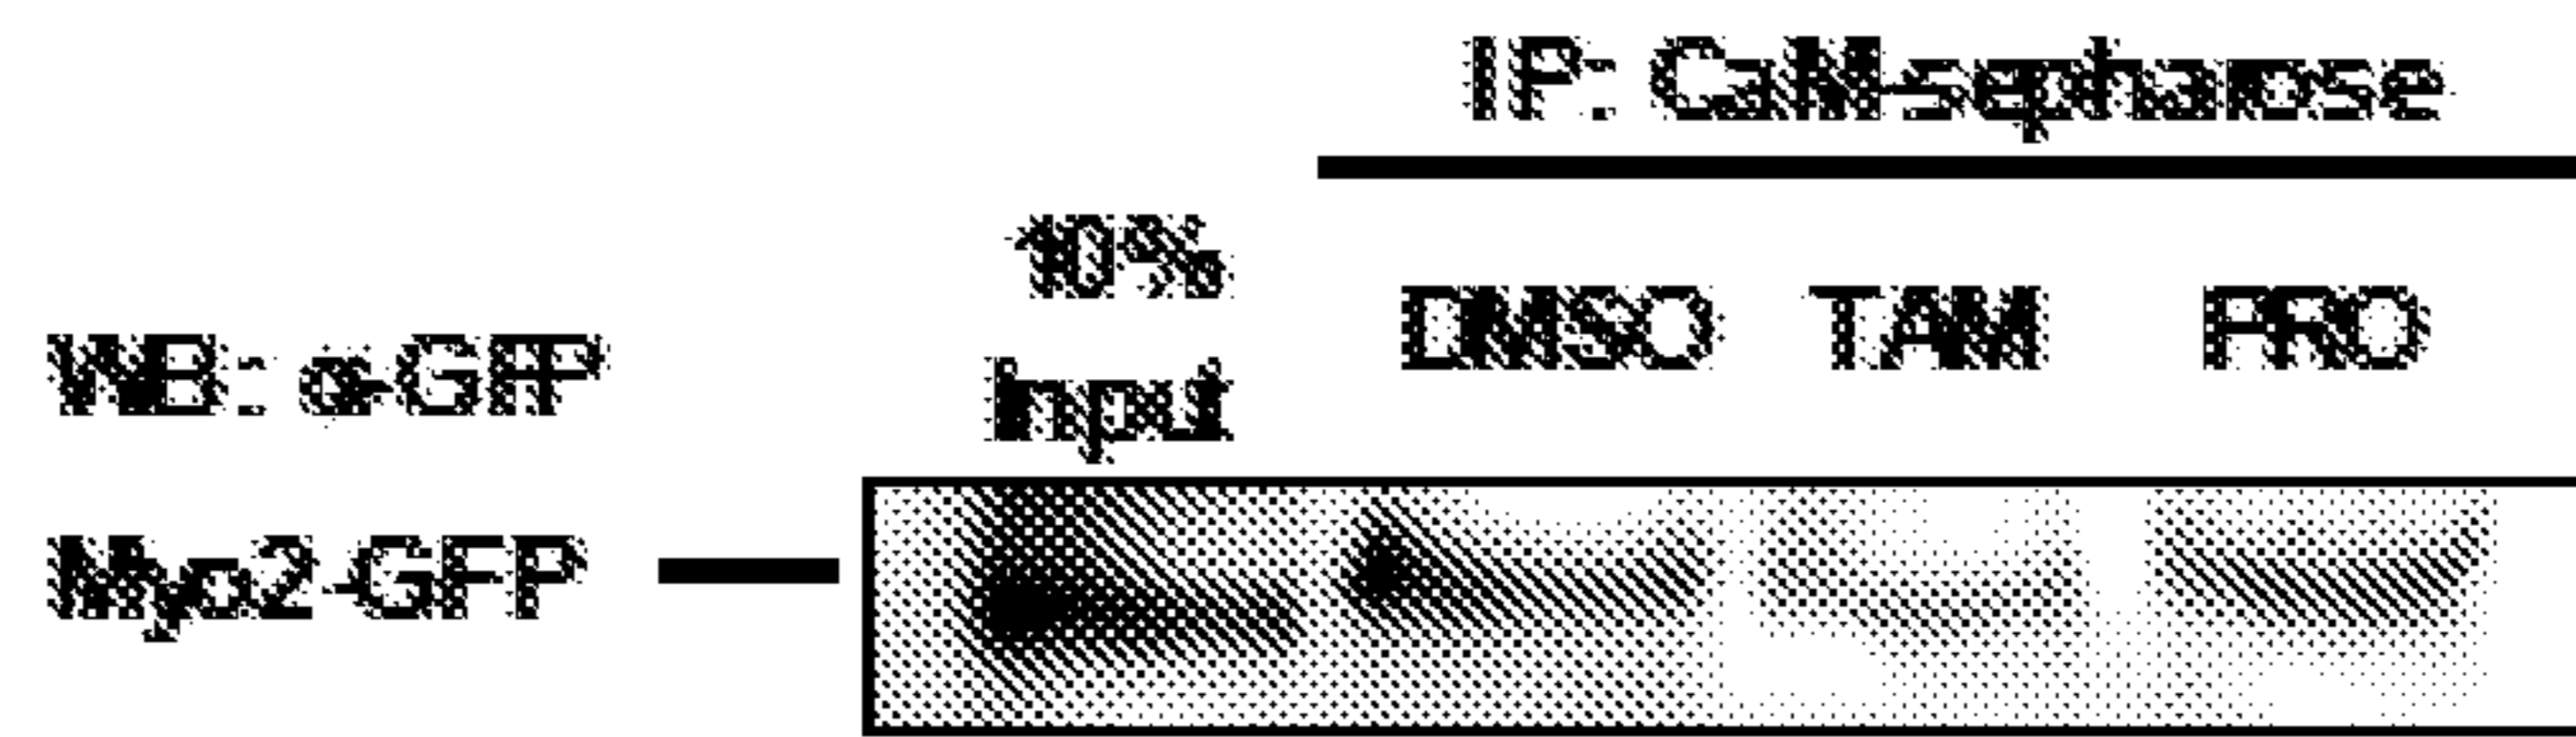 IP: CaM-sepharose
10%
Input
DMSO TAM PRO
WB: α-GFP
Myo2-GFP